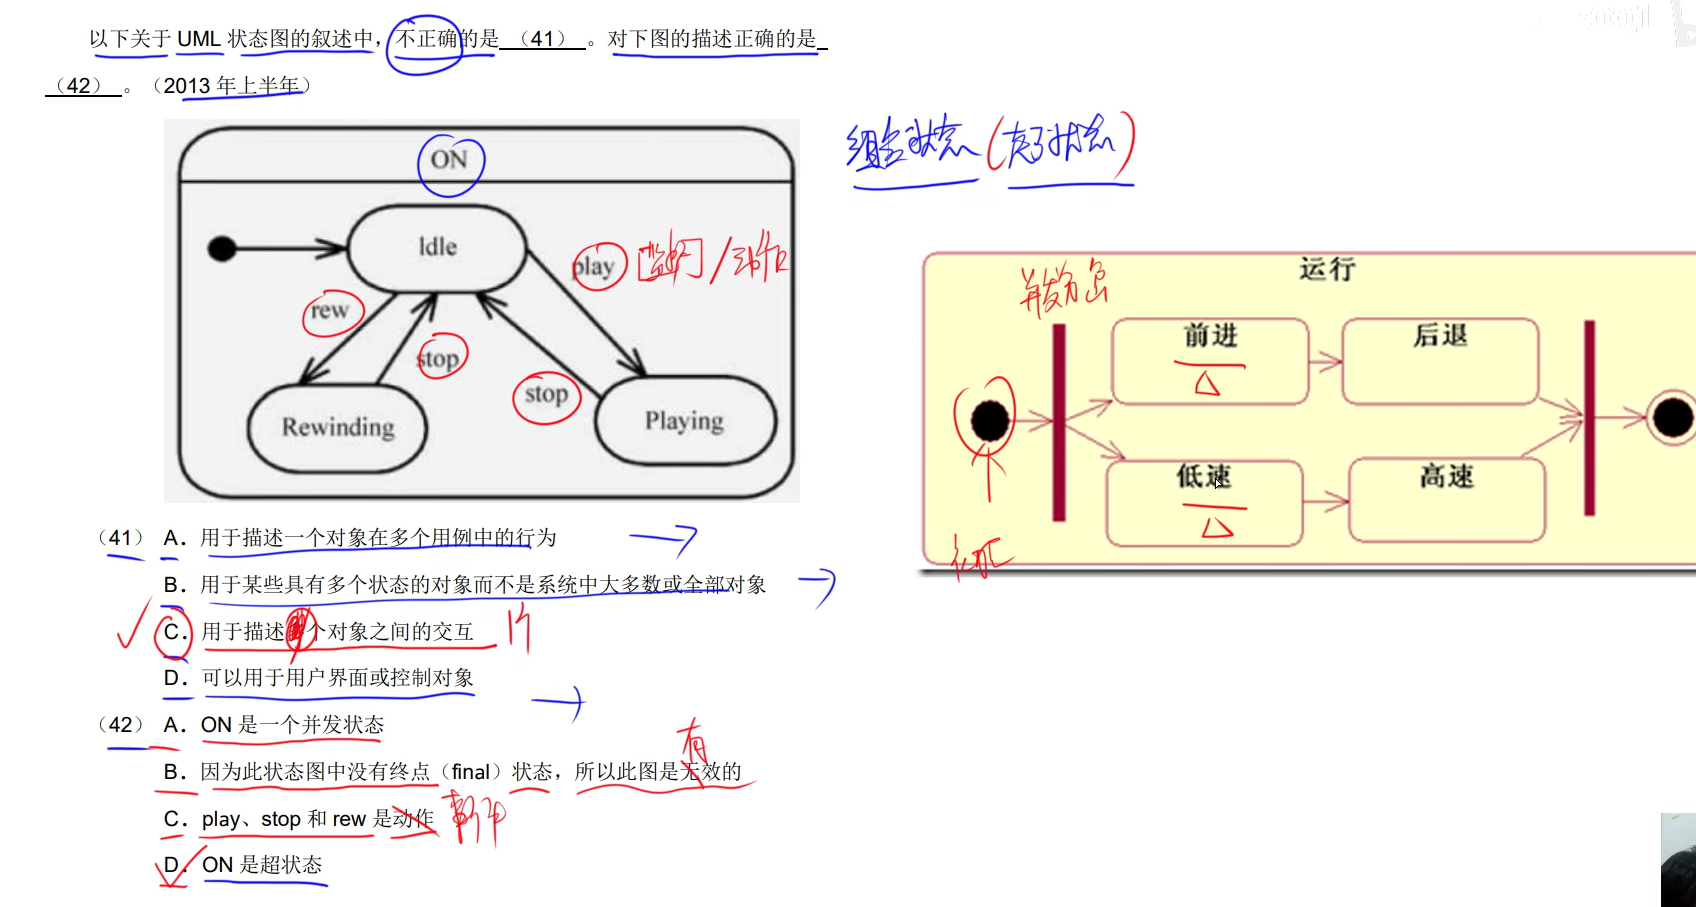 以下关于 UML 状态图的叙述中，不正确的是 （41） 。对下图的描述正确的是
（42） 。（2013 年上半年）
组合状态（有子状态）
ON
Idle
play [监护] / 动作
rew
stop
stop
Rewinding
Playing
运行
并发分岔
前进
后退
低速
高速
（41） A．用于描述一个对象在多个用例中的行为
B．用于某些具有多个状态的对象而不是系统中大多数或全部对象
C．用于描述个对象之间的交互
D．可以用于用户界面或控制对象
（42） A．ON 是一个并发状态
有
B．因为此状态图中没有终点（final）状态，所以此图是无效的
C．play、stop 和 rew 是动作 事件
D．ON 是超状态